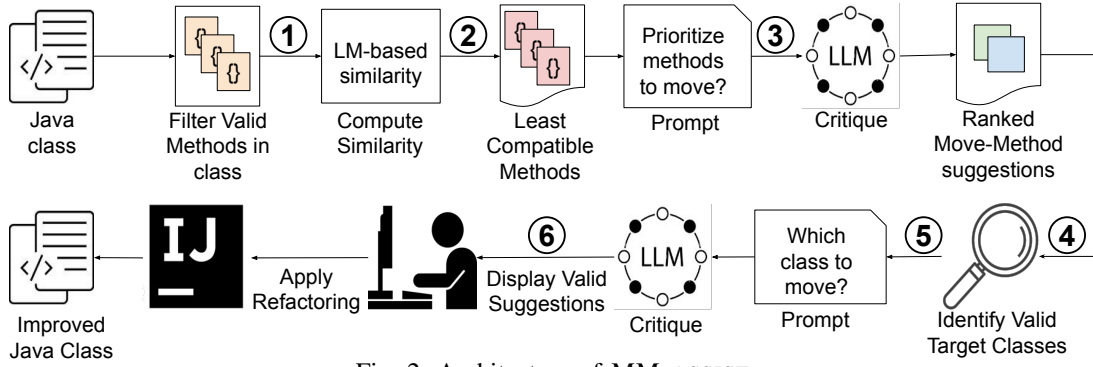 1
2
3
{}
{}
{}
{}
{}
{}
</>
LM-based
similarity
Prioritize
methods
to move?
LLM
Java
class
Filter Valid
Methods in
class
Compute
Similarity
Least
Compatible
Methods
Prompt
Critique
Ranked
Move-Method
suggestions
</>
IJ
6
LLM
Which
class to
move?
5
4
Apply
Refactoring
Display Valid
Suggestions
Improved
Java Class
Critique
Prompt
Identify Valid
Target Classes